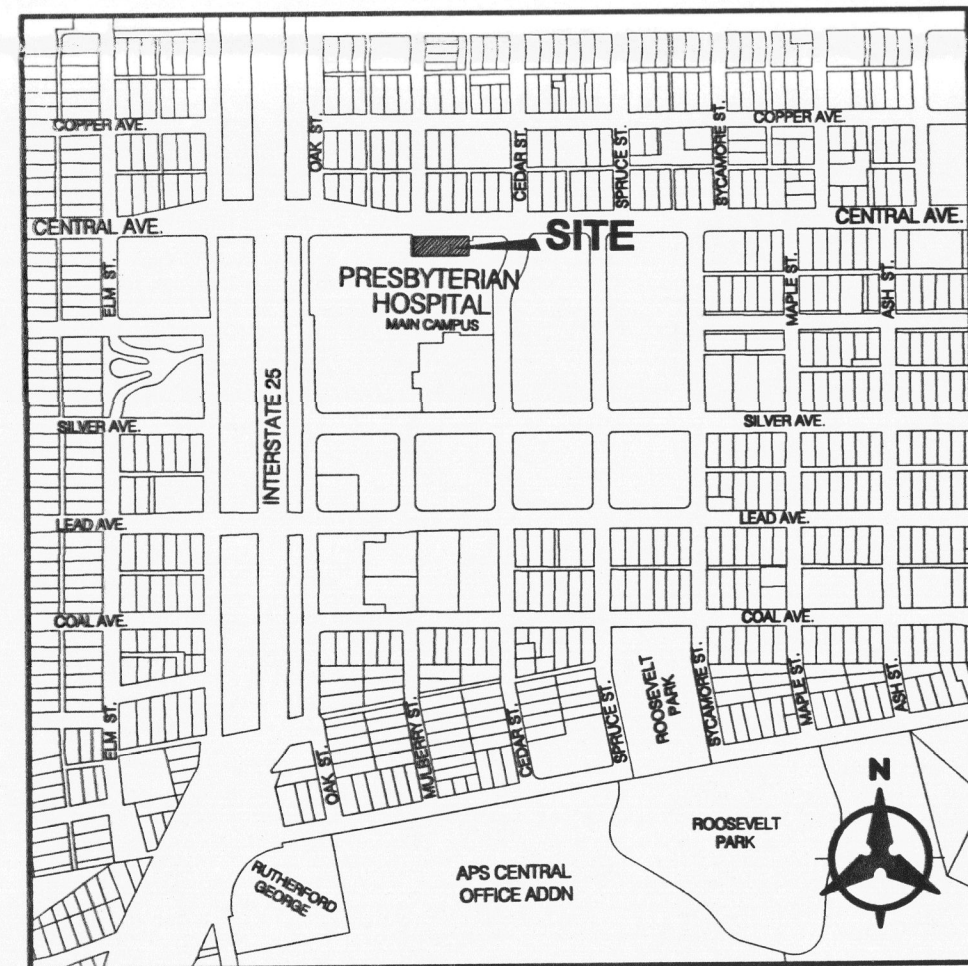 COPPER AVE.
COPPER AVE.
OAK ST.
CEDAR ST.
SPRUCE ST.
SYCAMORE ST.
CENTRAL AVE.
CENTRAL AVE.
SITE
ELM ST.
PRESBYTERIAN
HOSPITAL
MAIN CAMPUS
MAPLE ST.
ASH ST.
INTERSTATE 25
SILVER AVE.
SILVER AVE.
LEAD AVE.
LEAD AVE.
COAL AVE.
COAL AVE.
ELM ST.
OAK ST.
MULBERRY ST.
CEDAR ST.
SPRUCE ST.
ROOSEVELT
PARK
SYCAMORE ST.
MAPLE ST.
ASH ST.
N
ROOSEVELT
PARK
RUTHERFORD
GEORGE
APS CENTRAL
OFFICE ADDN